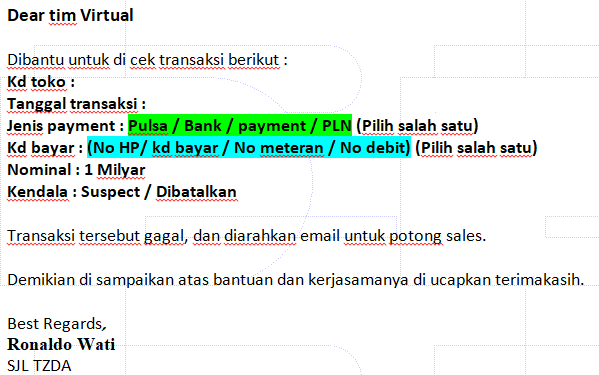 Dear tim Virtual
Dibantu untuk di cek transaksi berikut :
Kd toko :
Tanggal transaksi :
Jenis payment : Pulsa / Bank / payment / PLN (Pilih salah satu)
Kd bayar : (No HP/ kd bayar / No meteran / No debit) (Pilih salah satu)
Nominal : 1 Milyar
Kendala : Suspect / Dibatalkan
Transaksi tersebut gagal, dan diarahkan email untuk potong sales.
Demikian di sampaikan atas bantuan dan kerjasamanya di ucapkan terimakasih.
Best Regards,
Ronaldo Wati
SJL TZDA